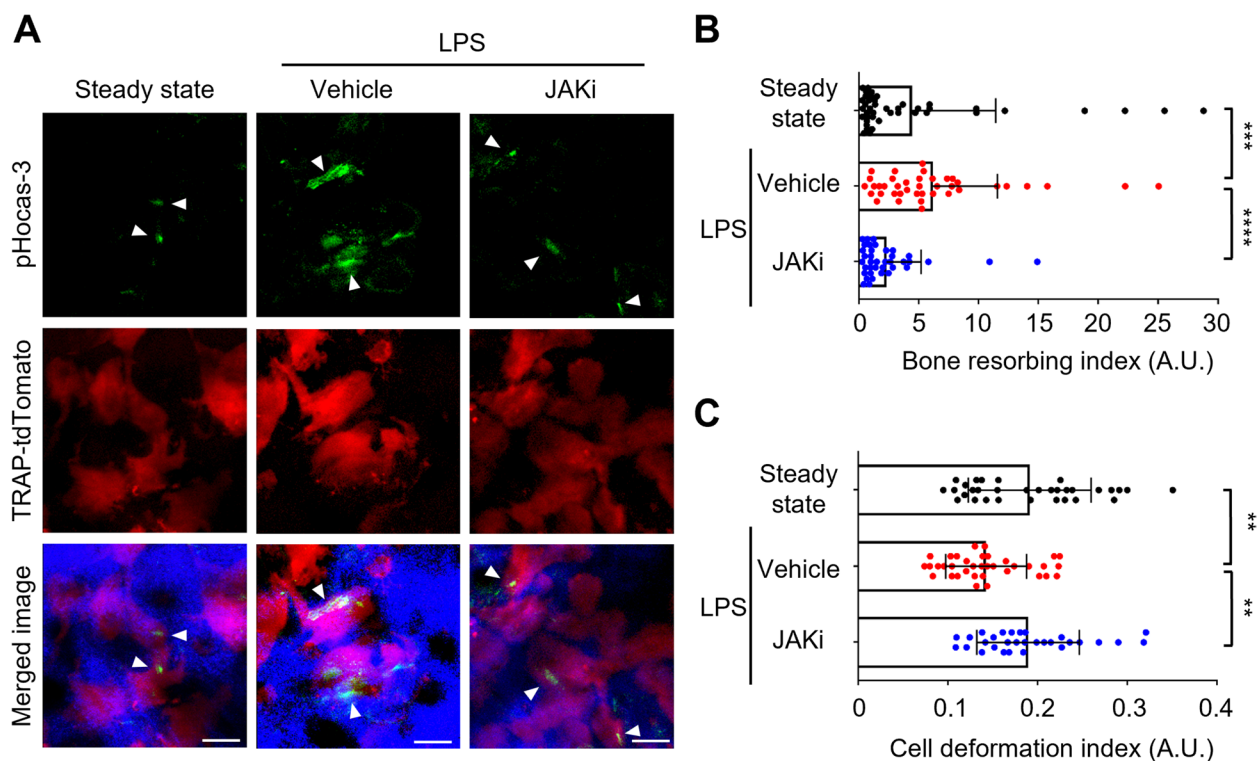 A
LPS
Steady state
Vehicle
JAKi
pHocas-3
TRAP-tdTomato
Merged image
B
Steady
state
***
Vehicle
****
LPS
JAKi
0
5
10
15
20
25
30
Bone resorbing index (A.U.)
C
Steady
state
**
Vehicle
**
LPS
JAKi
0
0.1
0.2
0.3
0.4
Cell deformation index (A.U.)